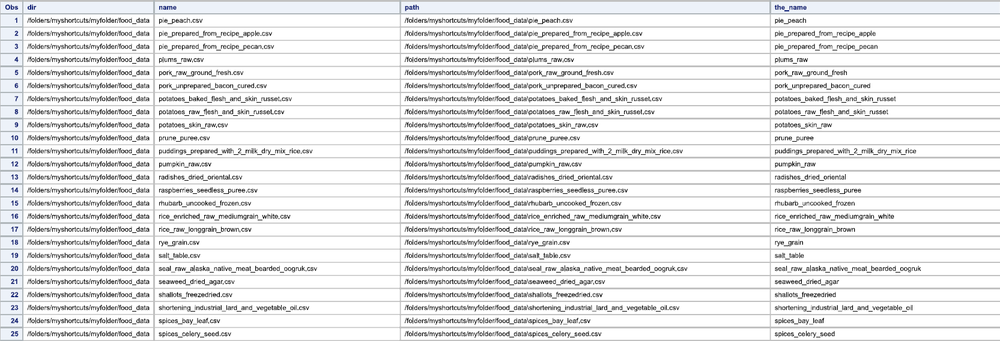 Obs dir name path the_name
1 /folders/myshortcuts/myfolder/food_data pie_peach.csv /folders/myshortcuts/myfolder/food_data\pie_peach.csv pie_peach
2 /folders/myshortcuts/myfolder/food_data pie_prepared_from_recipe_apple.csv /folders/myshortcuts/myfolder/food_data\pie_prepared_from_recipe_apple.csv pie_prepared_from_recipe_apple
3 /folders/myshortcuts/myfolder/food_data pie_prepared_from_recipe_pecan.csv /folders/myshortcuts/myfolder/food_data\pie_prepared_from_recipe_pecan.csv pie_prepared_from_recipe_pecan
4 /folders/myshortcuts/myfolder/food_data plums_raw.csv /folders/myshortcuts/myfolder/food_data\plums_raw.csv plums_raw
5 /folders/myshortcuts/myfolder/food_data pork_raw_ground_fresh.csv /folders/myshortcuts/myfolder/food_data\pork_raw_ground_fresh.csv pork_raw_ground_fresh
6 /folders/myshortcuts/myfolder/food_data pork_unprepared_bacon_cured.csv /folders/myshortcuts/myfolder/food_data\pork_unprepared_bacon_cured.csv pork_unprepared_bacon_cured
7 /folders/myshortcuts/myfolder/food_data potatoes_baked_flesh_and_skin_russet.csv /folders/myshortcuts/myfolder/food_data\potatoes_baked_flesh_and_skin_russet.csv potatoes_baked_flesh_and_skin_russet
8 /folders/myshortcuts/myfolder/food_data potatoes_raw_flesh_and_skin_russet.csv /folders/myshortcuts/myfolder/food_data\potatoes_raw_flesh_and_skin_russet.csv potatoes_raw_flesh_and_skin_russet
9 /folders/myshortcuts/myfolder/food_data potatoes_skin_raw.csv /folders/myshortcuts/myfolder/food_data\potatoes_skin_raw.csv potatoes_skin_raw
10 /folders/myshortcuts/myfolder/food_data prune_puree.csv /folders/myshortcuts/myfolder/food_data\prune_puree.csv prune_puree
11 /folders/myshortcuts/myfolder/food_data puddings_prepared_with_2_milk_dry_mix_rice.csv /folders/myshortcuts/myfolder/food_data\puddings_prepared_with_2_milk_dry_mix_rice.csv puddings_prepared_with_2_milk_dry_mix_rice
12 /folders/myshortcuts/myfolder/food_data pumpkin_raw.csv /folders/myshortcuts/myfolder/food_data\pumpkin_raw.csv pumpkin_raw
13 /folders/myshortcuts/myfolder/food_data radishes_dried_oriental.csv /folders/myshortcuts/myfolder/food_data\radishes_dried_oriental.csv radishes_dried_oriental
14 /folders/myshortcuts/myfolder/food_data raspberries_seedless_puree.csv /folders/myshortcuts/myfolder/food_data\raspberries_seedless_puree.csv raspberries_seedless_puree
15 /folders/myshortcuts/myfolder/food_data rhubarb_uncooked_frozen.csv /folders/myshortcuts/myfolder/food_data\rhubarb_uncooked_frozen.csv rhubarb_uncooked_frozen
16 /folders/myshortcuts/myfolder/food_data rice_enriched_raw_mediumgrain_white.csv /folders/myshortcuts/myfolder/food_data\rice_enriched_raw_mediumgrain_white.csv rice_enriched_raw_mediumgrain_white
17 /folders/myshortcuts/myfolder/food_data rice_raw_longgrain_brown.csv /folders/myshortcuts/myfolder/food_data\rice_raw_longgrain_brown.csv rice_raw_longgrain_brown
18 /folders/myshortcuts/myfolder/food_data rye_grain.csv /folders/myshortcuts/myfolder/food_data\rye_grain.csv rye_grain
19 /folders/myshortcuts/myfolder/food_data salt_table.csv /folders/myshortcuts/myfolder/food_data\salt_table.csv salt_table
20 /folders/myshortcuts/myfolder/food_data seal_raw_alaska_native_meat_bearded_oogruk.csv /folders/myshortcuts/myfolder/food_data\seal_raw_alaska_native_meat_bearded_oogruk.csv seal_raw_alaska_native_meat_bearded_oogruk
21 /folders/myshortcuts/myfolder/food_data seaweed_dried_agar.csv /folders/myshortcuts/myfolder/food_data\seaweed_dried_agar.csv seaweed_dried_agar
22 /folders/myshortcuts/myfolder/food_data shallots_freezedried.csv /folders/myshortcuts/myfolder/food_data\shallots_freezedried.csv shallots_freezedried
23 /folders/myshortcuts/myfolder/food_data shortening_industrial_lard_and_vegetable_oil.csv /folders/myshortcuts/myfolder/food_data\shortening_industrial_lard_and_vegetable_oil.csv shortening_industrial_lard_and_vegetable_oil
24 /folders/myshortcuts/myfolder/food_data spices_bay_leaf.csv /folders/myshortcuts/myfolder/food_data\spices_bay_leaf.csv spices_bay_leaf
25 /folders/myshortcuts/myfolder/food_data spices_celery_seed.csv /folders/myshortcuts/myfolder/food_data\spices_celery_seed.csv spices_celery_seed